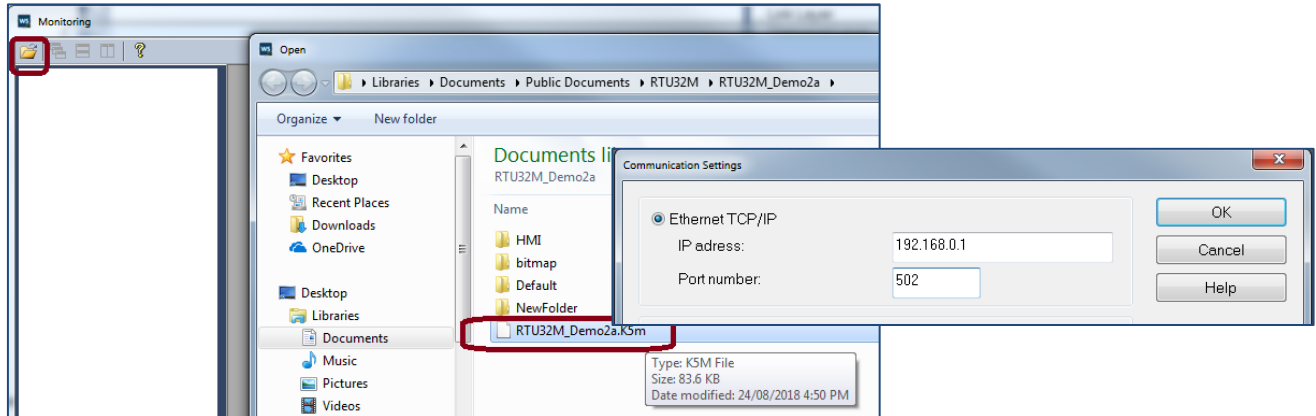 WS Monitoring
WS Open
Libraries Documents Public Documents RTU32M RTU32M_Demo2a
Organize New folder
Favorites
Desktop
Recent Places
Downloads
OneDrive
Desktop
Libraries
Documents
Music
Pictures
Videos
Documents li
RTU32M_Demo2a
Name
HMI
bitmap
Default
NewFolder
RTU32M_Demo2a.K5m
Type: K5M File
Size: 83.6 KB
Date modified: 24/08/2018 4:50 PM
Communication Settings
Ethernet TCP/IP
IP adress: 192.168.0.1
Port number: 502
OK
Cancel
Help